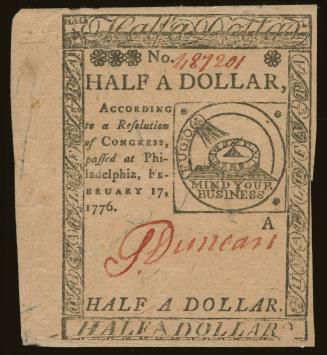 Half a Dollar
No. 487201
HALF A DOLLAR,
ACCORDING
to a Resolution
of CONGRESS,
passed at Phi-
ladelphia, FE-
BRUARY 17,
1776.
FUGIO
MIND YOUR
BUSINESS
A
J Duncan
HALF A DOLLAR.
HALF A DOLLAR